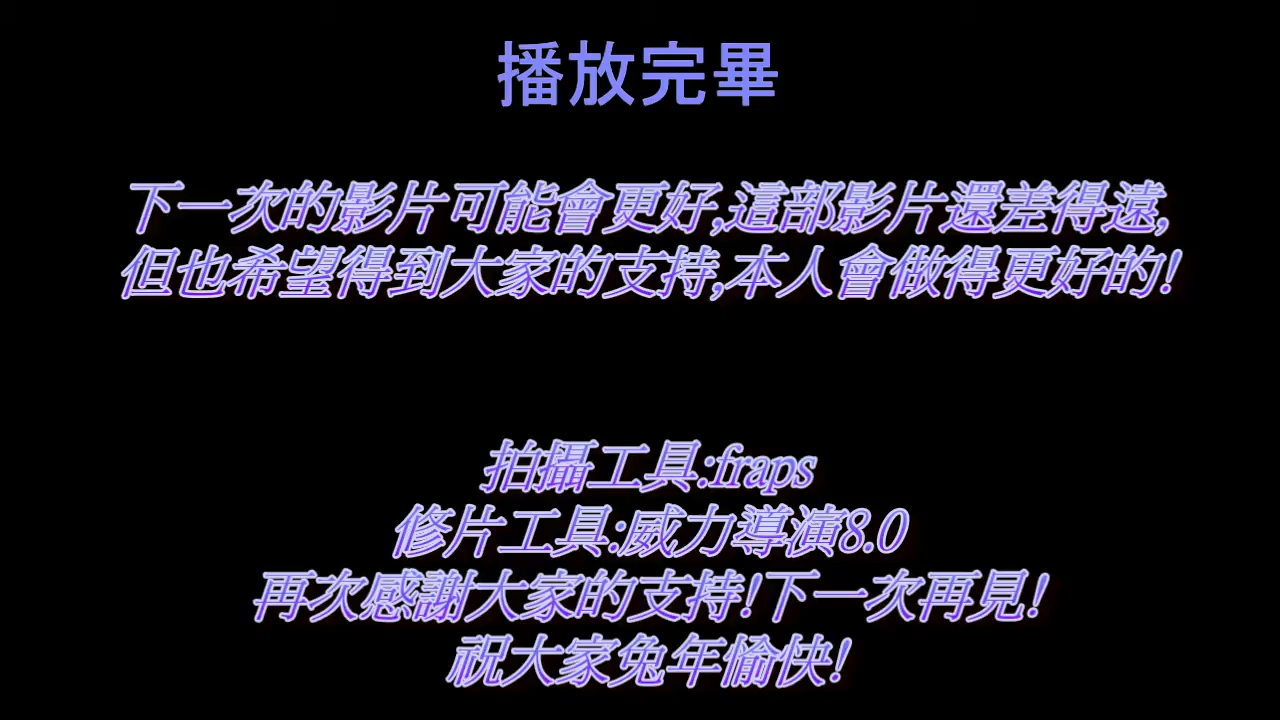 播放完畢
下一次的影片可能會更好,這部影片還差得遠,
但也希望得到大家的支持,本人會做得更好的!
拍攝工具:fraps
修片工具:威力導演8.0
再次感謝大家的支持!下一次再見!
祝大家兔年愉快!